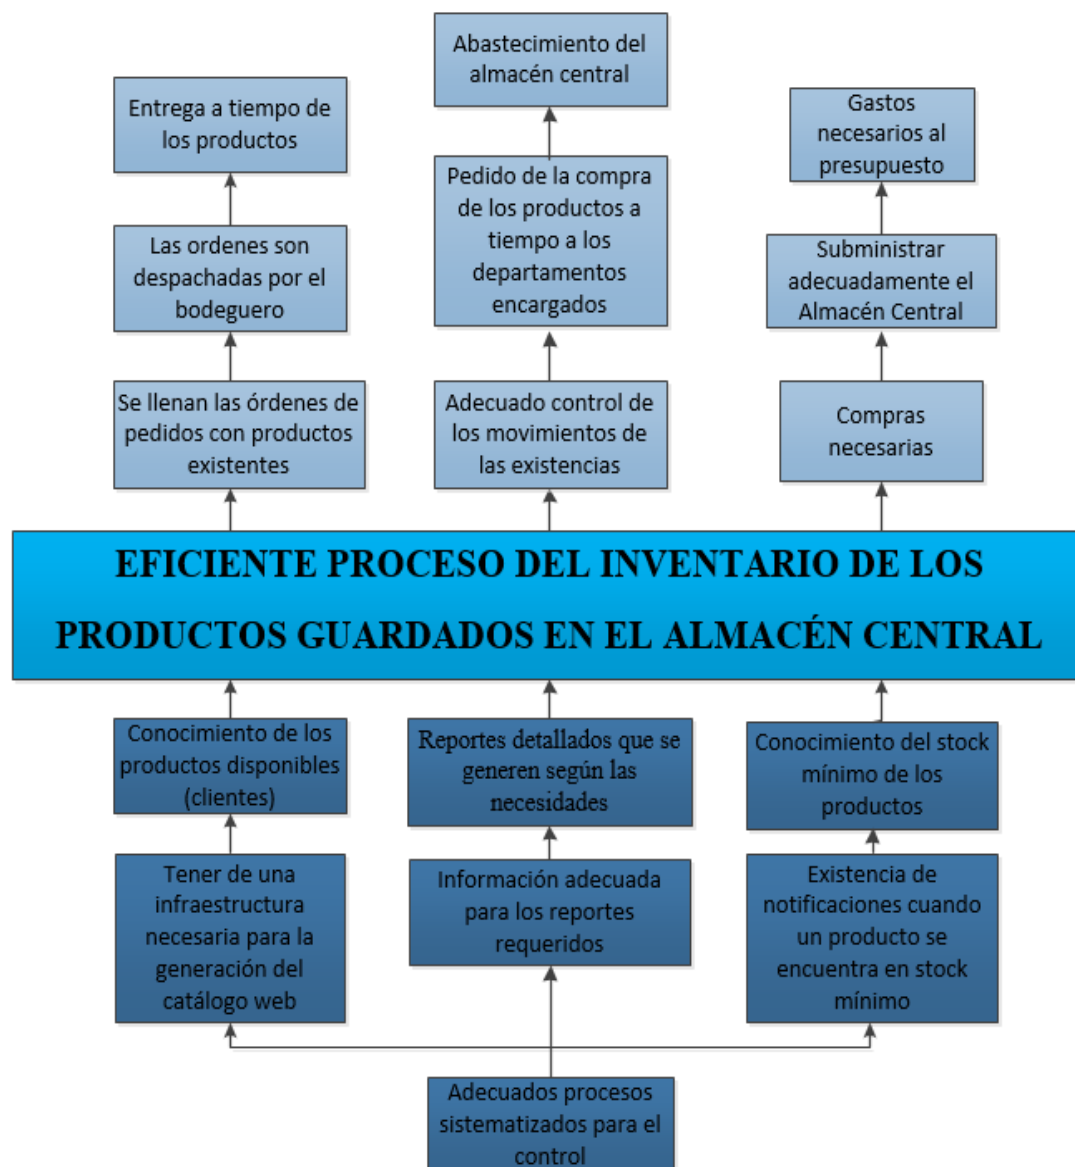 Abastecimiento del
almacén central
Entrega a tiempo de
los productos
Gastos
necesarios al
presupuesto
Pedido de la compra
de los productos a
tiempo a los
departamentos
encargados
Las ordenes son
despachadas por el
bodeguero
Subministrar
adecuadamente el
Almacén Central
Se llenan las órdenes de
pedidos con productos
existentes
Adecuado control de
los movimientos de
las existencias
Compras
necesarias
EFICIENTE PROCESO DEL INVENTARIO DE LOS
PRODUCTOS GUARDADOS EN EL ALMACÉN CENTRAL
Conocimiento de los
productos disponibles
(clientes)
Reportes detallados que se
generen según las
necesidades
Conocimiento del stock
mínimo de los
productos
Tener de una
infraestructura
necesaria para la
generación del
catálogo web
Información adecuada
para los reportes
requeridos
Existencia de
notificaciones cuando
un producto se
encuentra en stock
mínimo
Adecuados procesos
sistematizados para el
control